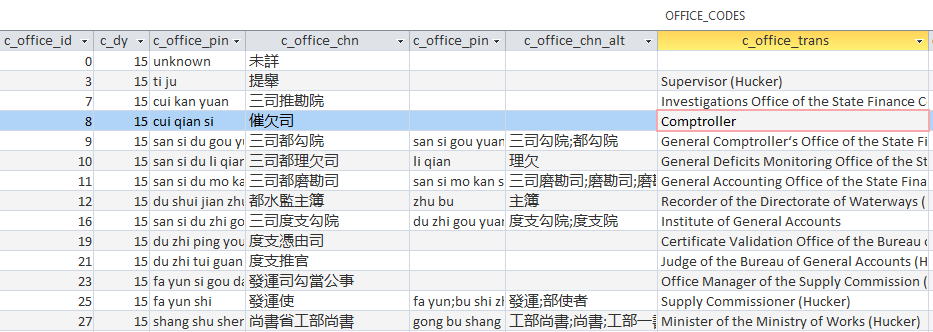 OFFICE_CODES
c_office_id c_dy c_office_pin c_office_chn c_office_pin c_office_chn_alt c_office_trans
0 15 unknown 未詳
3 15 ti ju 提舉 Supervisor (Hucker)
7 15 cui kan yuan 三司推勘院 Investigations Office of the State Finance C
8 15 cui qian si 催欠司 Comptroller
9 15 san si du gou y 三司都勾院 san si gou yuan 三司勾院;都勾院 General Comptroller's Office of the State Fi
10 15 san si du li qian 三司都理欠司 li qian 理欠 General Deficits Monitoring Office of the St
11 15 san si du mo ka 三司都磨勘司 san si mo kan s 三司磨勘司;磨勘司;磨 General Accounting Office of the State Fina
12 15 du shui jian zhu 都水監主簿 zhu bu 主簿 Recorder of the Directorate of Waterways (
16 15 san si du zhi go 三司度支勾院 du zhi gou yuan 度支勾院;度支院 Institute of General Accounts
19 15 du zhi ping you 度支憑由司 Certificate Validation Office of the Bureau o
21 15 du zhi tui guan 度支推官 Judge of the Bureau of General Accounts (H
23 15 fa yun si gou da 發運司勾當公事 Office Manager of the Supply Commission (
25 15 fa yun shi 發運使 fa yun;bu shi zh 發運;部使者 Supply Commissioner (Hucker)
27 15 shang shu shen 尚書省工部尚書 gong bu shang 工部尚書;尚書;工部一 Minister of the Ministry of Works (Hucker)